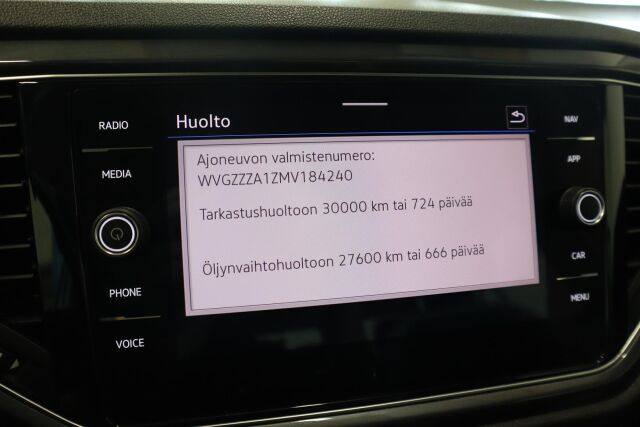 RADIO
MEDIA
PHONE
VOICE
Huolto
Ajoneuvon valmistenumero:
WVGZZZA1ZMV184240
Tarkastushuoltoon 30000 km tai 724 päivää
Öljynvaihtohuoltoon 27600 km tai 666 päivää
NAV
APP
CAR
MENU